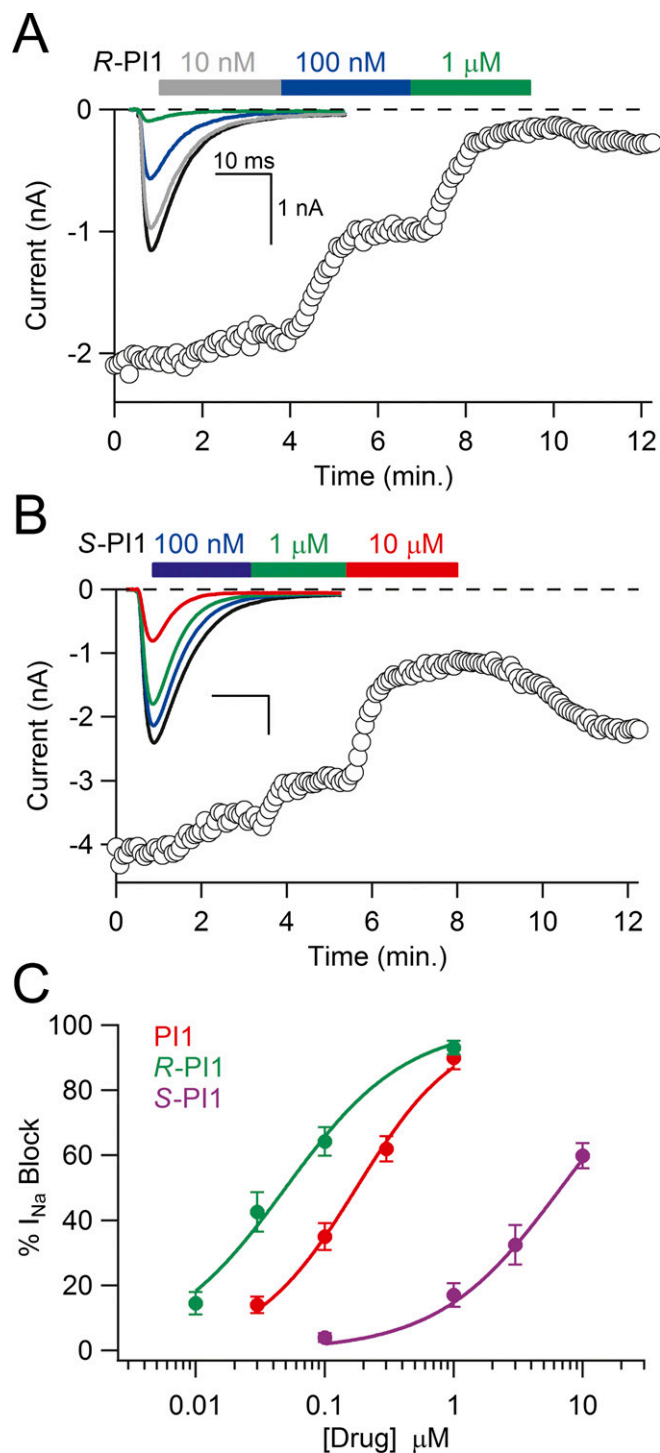 A
R-PI1 10 nM 100 nM 1 μM
0
10 ms
1 nA
-1
-2
Current (nA)
0 2 4 6 8 10 12
Time (min.)
B
S-PI1 100 nM 1 μM 10 μM
0
-1
-2
-3
-4
Current (nA)
0 2 4 6 8 10 12
Time (min.)
C
100
80
60
40
20
0
% INa Block
PI1
R-PI1
S-PI1
0.01 0.1 1 10
[Drug] μM